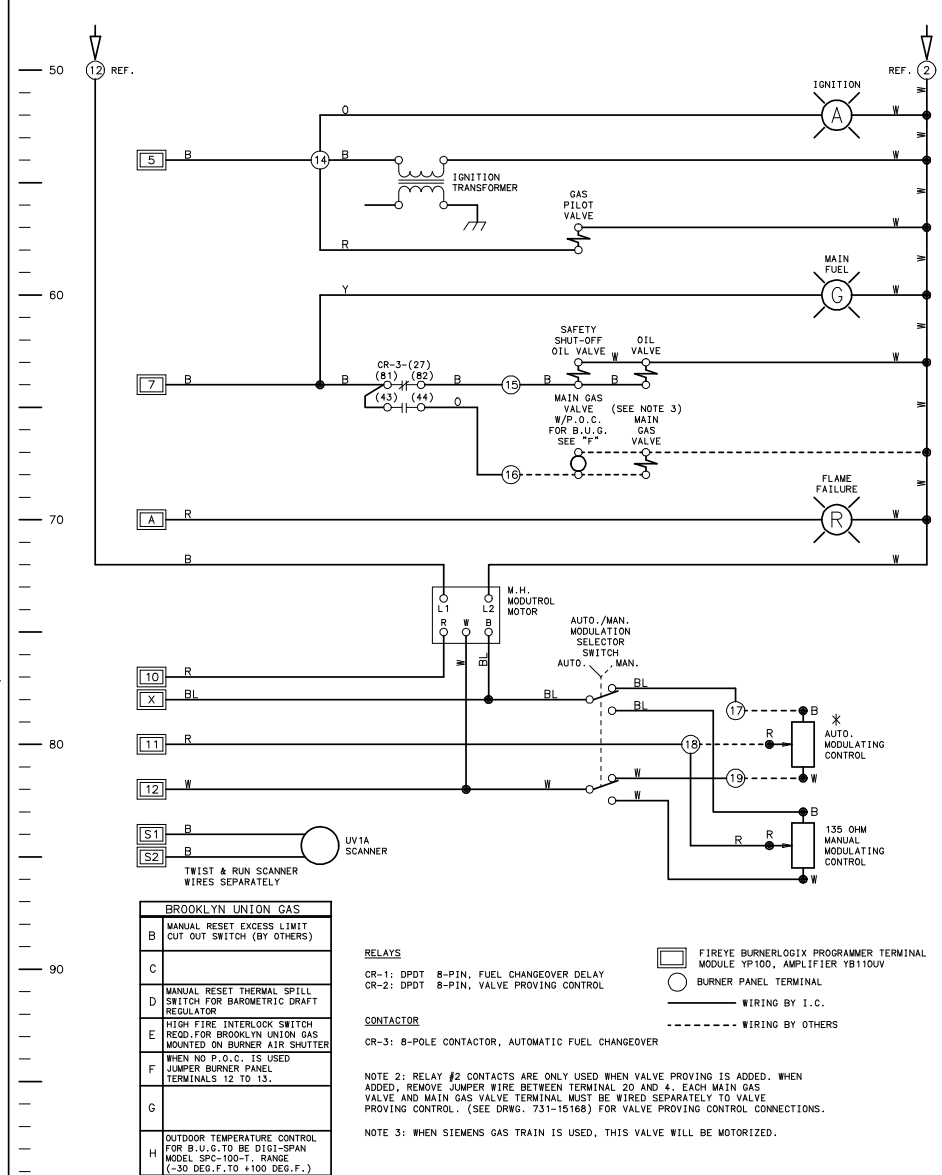 50
12 REF.
REF. 2
W
IGNITION
O
A
W
W
5
B
14
B
W
IGNITION
TRANSFORMER
GAS
PILOT
VALVE
W
R
W
MAIN
FUEL
60
Y
G
W
W
SAFETY
SHUT-OFF
OIL VALVE
W
OIL
VALVE
W
CR-3-(27)
(81) (82)
7
B
B
B
15
B
B
(43) (44)
O
MAIN GAS
VALVE
W/P.O.C.
FOR B.U.G.
SEE "F"
(SEE NOTE 3)
MAIN
GAS
VALVE
W
16
W
FLAME
FAILURE
70
A
R
R
W
B
W
M.H.
MODUTROL
MOTOR
L1 L2
R W B
AUTO./MAN.
MODULATION
SELECTOR
SWITCH
AUTO. MAN.
W
BL
10
R
X
BL
BL
BL
BL
17
B
80
11
R
18
R
AUTO.
MODULATING
CONTROL
12
W
W
W
W
19
W
B
S1
B
S2
B
UV1A
SCANNER
TWIST & RUN SCANNER
WIRES SEPARATELY
R
R
135 OHM
MANUAL
MODULATING
CONTROL
W
BROOKLYN UNION GAS
B MANUAL RESET EXCESS LIMIT
CUT OUT SWITCH (BY OTHERS)
C
D MANUAL RESET THERMAL SPILL
SWITCH FOR BAROMETRIC DRAFT
REGULATOR
E HIGH FIRE INTERLOCK SWITCH
REQD.FOR BROOKLYN UNION GAS
MOUNTED ON BURNER AIR SHUTTER
F WHEN NO P.O.C. IS USED
JUMPER BURNER PANEL
TERMINALS 12 TO 13.
G
H OUTDOOR TEMPERATURE CONTROL
FOR B.U.G.TO BE DIGI-SPAN
MODEL SPC-100-T. RANGE
(-30 DEG.F.TO +100 DEG.F.)
90
RELAYS
CR-1: DPDT 8-PIN, FUEL CHANGEOVER DELAY
CR-2: DPDT 8-PIN, VALVE PROVING CONTROL
CONTACTOR
CR-3: 8-POLE CONTACTOR, AUTOMATIC FUEL CHANGEOVER
FIREYE BURNERLOGIX PROGRAMMER TERMINAL
MODULE YP100, AMPLIFIER YB110UV
BURNER PANEL TERMINAL
WIRING BY I.C.
WIRING BY OTHERS
NOTE 2: RELAY #2 CONTACTS ARE ONLY USED WHEN VALVE PROVING IS ADDED. WHEN
ADDED, REMOVE JUMPER WIRE BETWEEN TERMINAL 20 AND 4. EACH MAIN GAS
VALVE AND MAIN GAS VALVE TERMINAL MUST BE WIRED SEPARATELY TO VALVE
PROVING CONTROL. (SEE DRWG. 731-15168) FOR VALVE PROVING CONTROL CONNECTIONS.
NOTE 3: WHEN SIEMENS GAS TRAIN IS USED, THIS VALVE WILL BE MOTORIZED.